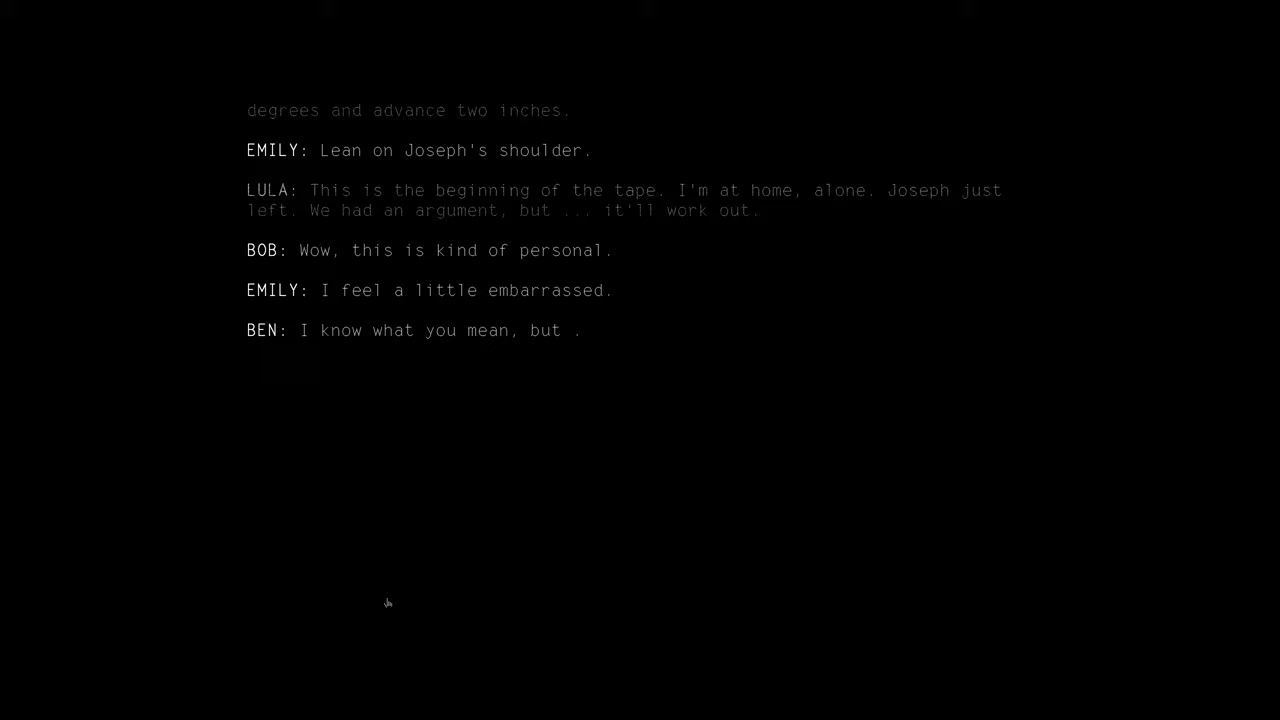 degrees and advance two inches.
EMILY: Lean on Joseph's shoulder.
LULA: This is the beginning of the tape. I'm at home, alone. Joseph just
left. We had an argument, but ... it'll work out.
BOB: Wow, this is kind of personal.
EMILY: I feel a little embarrassed.
BEN: I know what you mean, but .